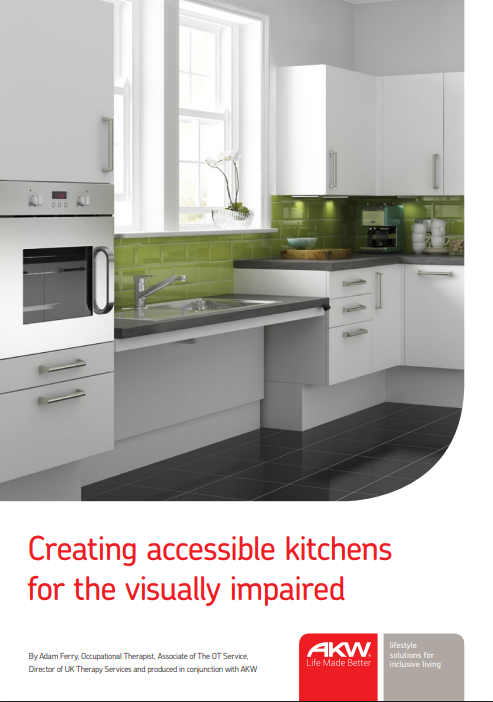 Creating accessible kitchens
for the visually impaired
By Adam Ferry, Occupational Therapist, Associate of The OT Service,
Director of UK Therapy Services and produced in conjunction with AKW
AKW
Life Made Better
lifestyle
solutions for
inclusive living